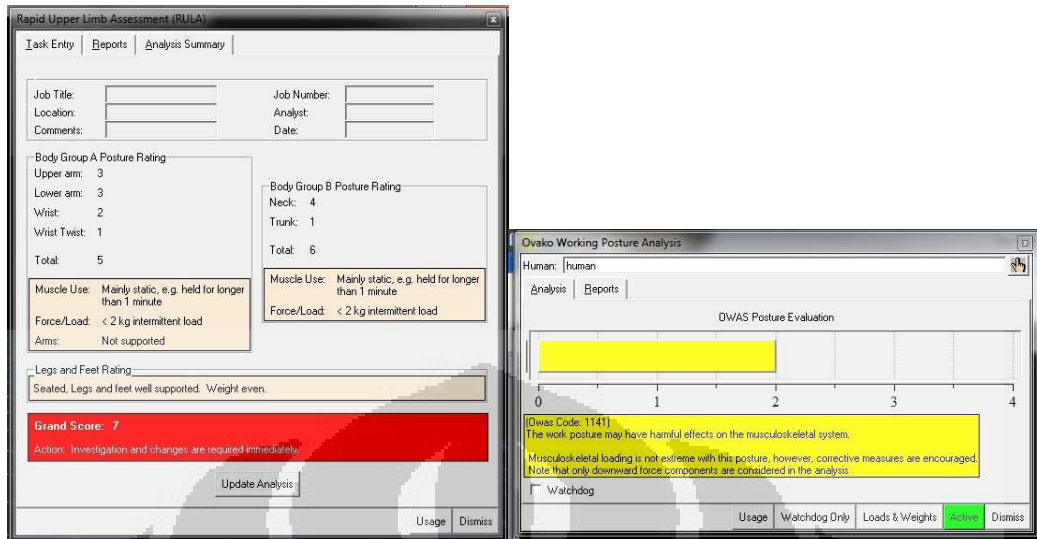 Rapid Upper Limb Assessment (RULA)
Task Entry Reports Analysis Summary
Job Title: Job Number:
Location: Analyst:
Comments: Date:
Body Group A Posture Rating
Upper arm: 3
Lower arm: 3
Wrist: 2
Wrist Twist: 1
Total: 5
Muscle Use: Mainly static, e.g. held for longer
than 1 minute
Force/Load: < 2 kg intermittent load
Arms: Not supported
Body Group B Posture Rating
Neck: 4
Trunk: 1
Total: 6
Muscle Use: Mainly static, e.g. held for longer
than 1 minute
Force/Load: < 2 kg intermittent load
Legs and Feet Rating
Seated, Legs and feet well supported. Weight even.
Grand Score: 7
Action: Investigation and changes are required immediately.
Update Analysis
Usage Dismiss
Ovako Working Posture Analysis
Human: human
Analysis Reports
OWAS Posture Evaluation
0 1 2 3 4
(Owas Code: 1141)
The work posture may have harmful effects on the musculoskeletal system.
Musculoskeletal loading is not extreme with this posture, however, corrective measures are encouraged.
Note that only downward force components are considered in the analysis
Watchdog
Usage Watchdog Only Loads & Weights Active Dismiss